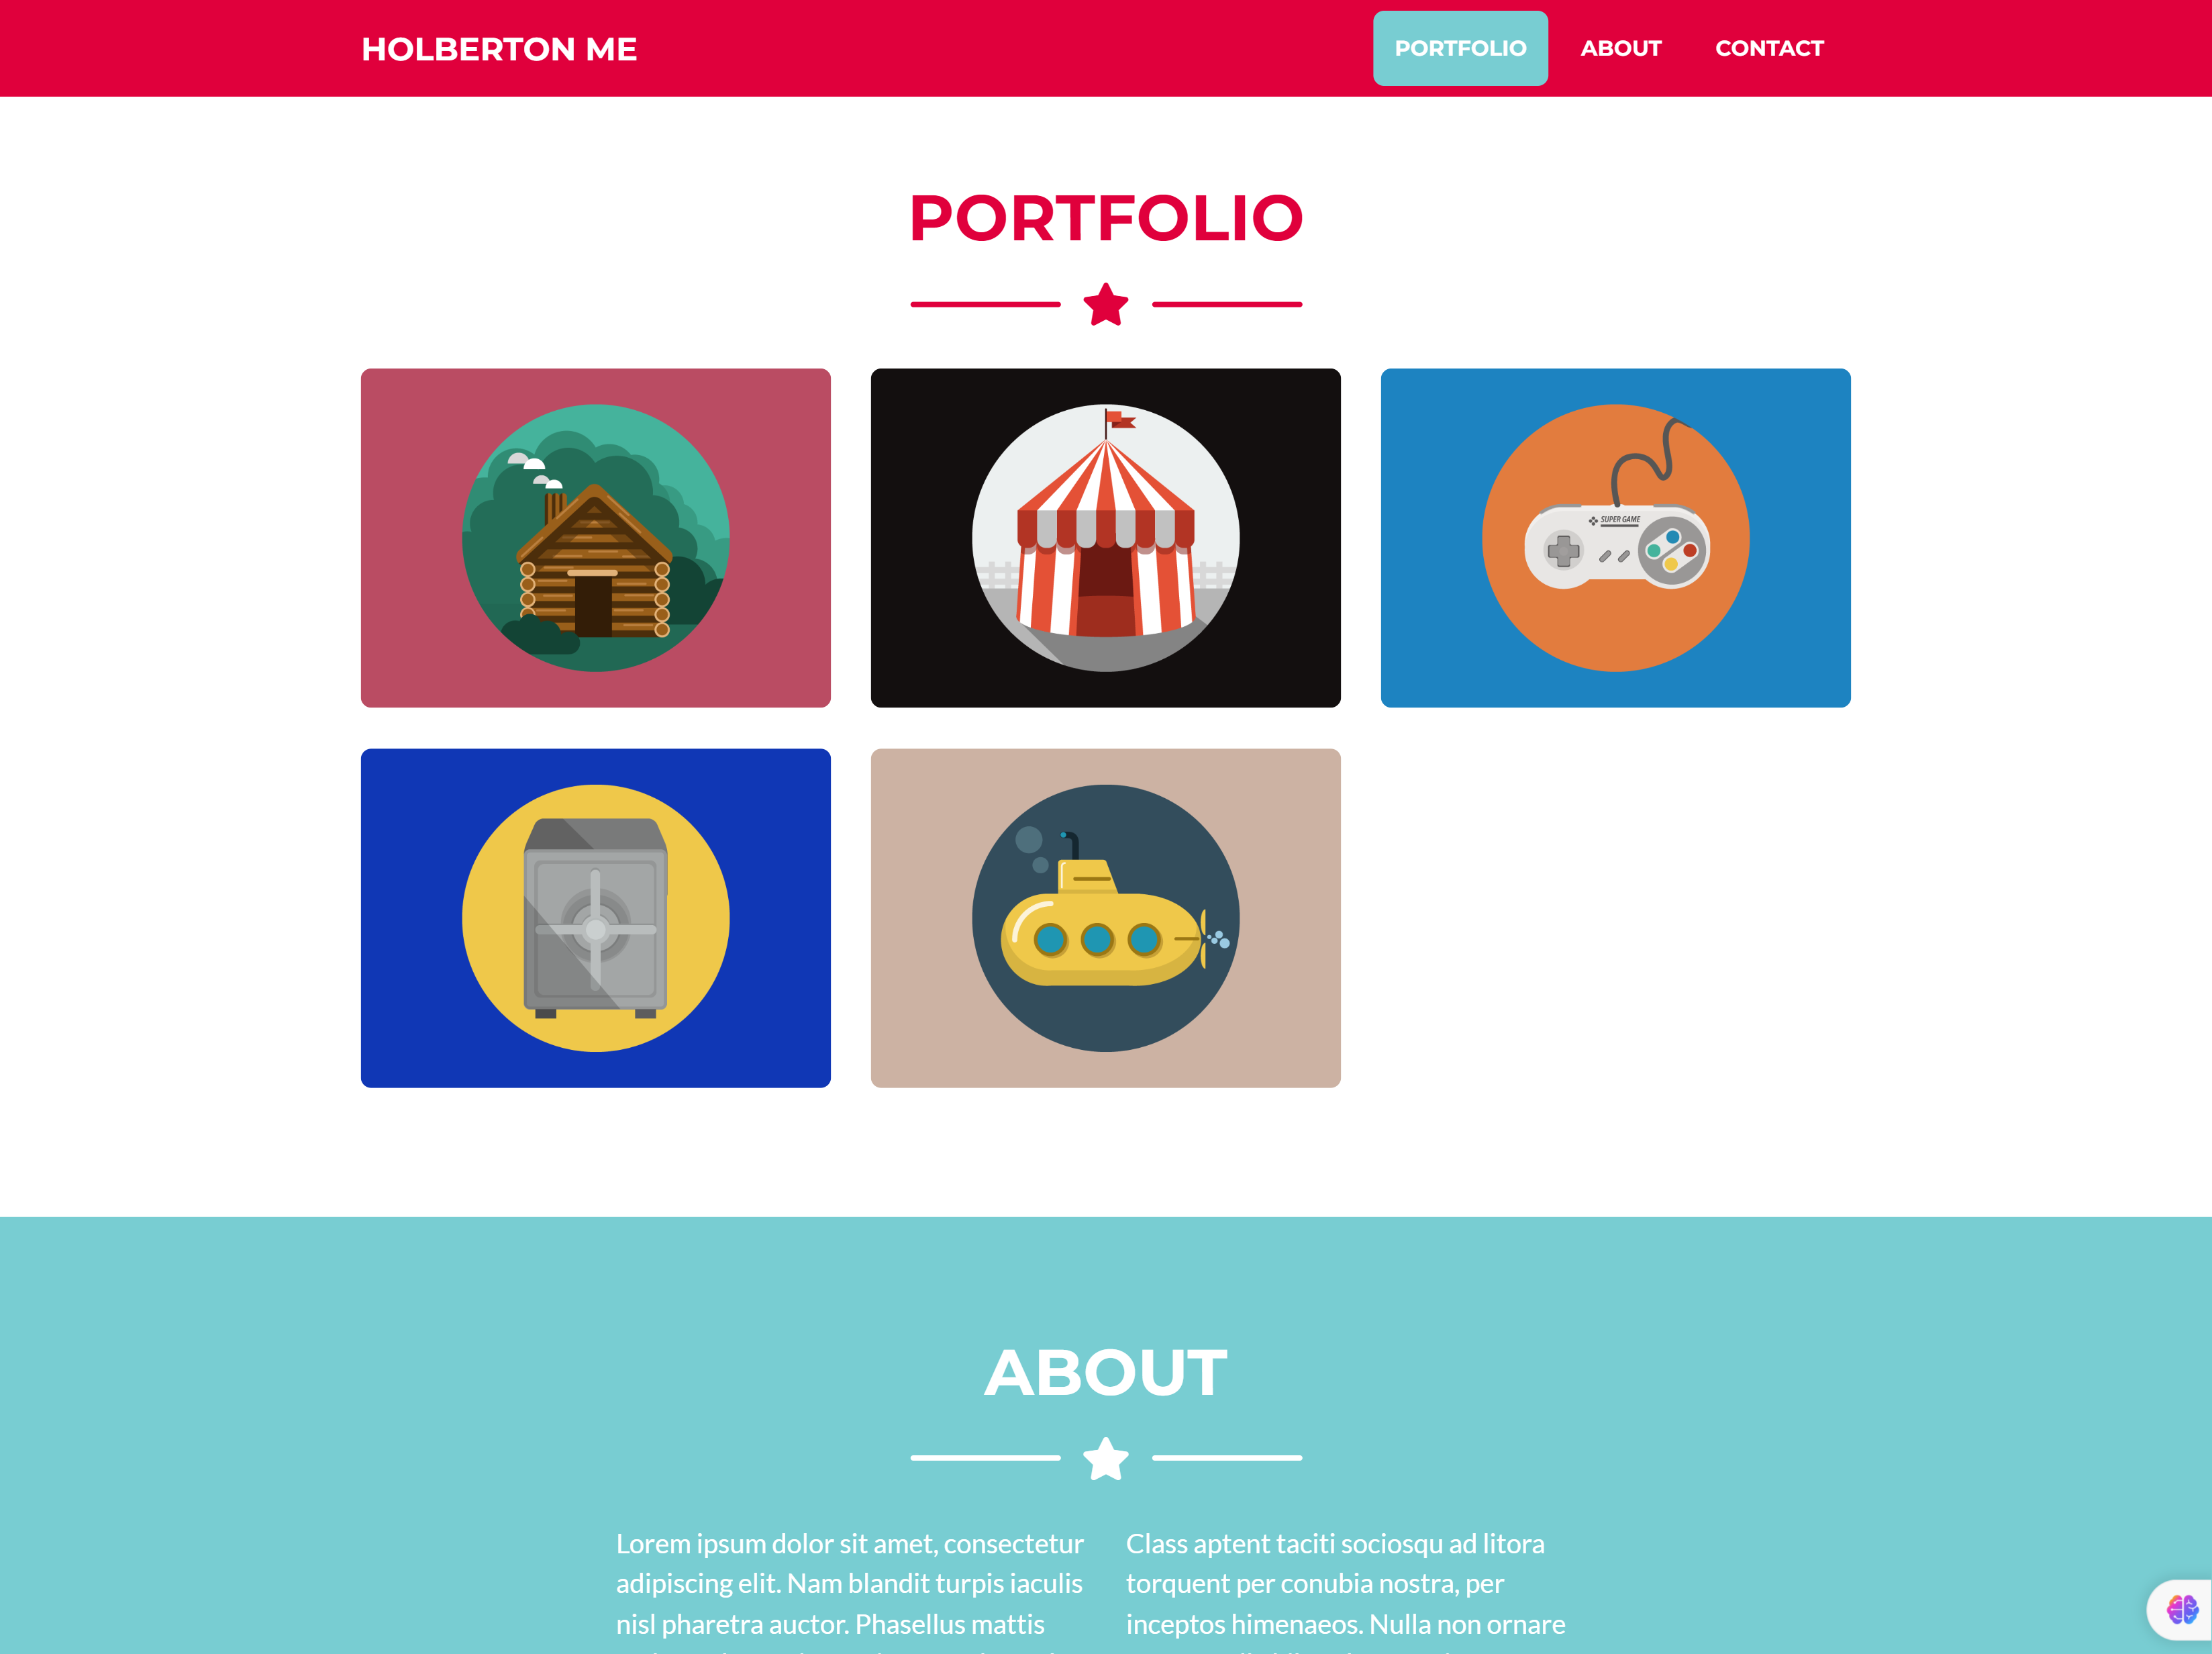 HOLBERTON ME
PORTFOLIO
ABOUT
CONTACT
PORTFOLIO
SUPER GAME
ABOUT
Lorem ipsum dolor sit amet, consectetur
adipiscing elit. Nam blandit turpis iaculis
nisl pharetra auctor. Phasellus mattis
Class aptent taciti sociosqu ad litora
torquent per conubia nostra, per
inceptos himenaeos. Nulla non ornare